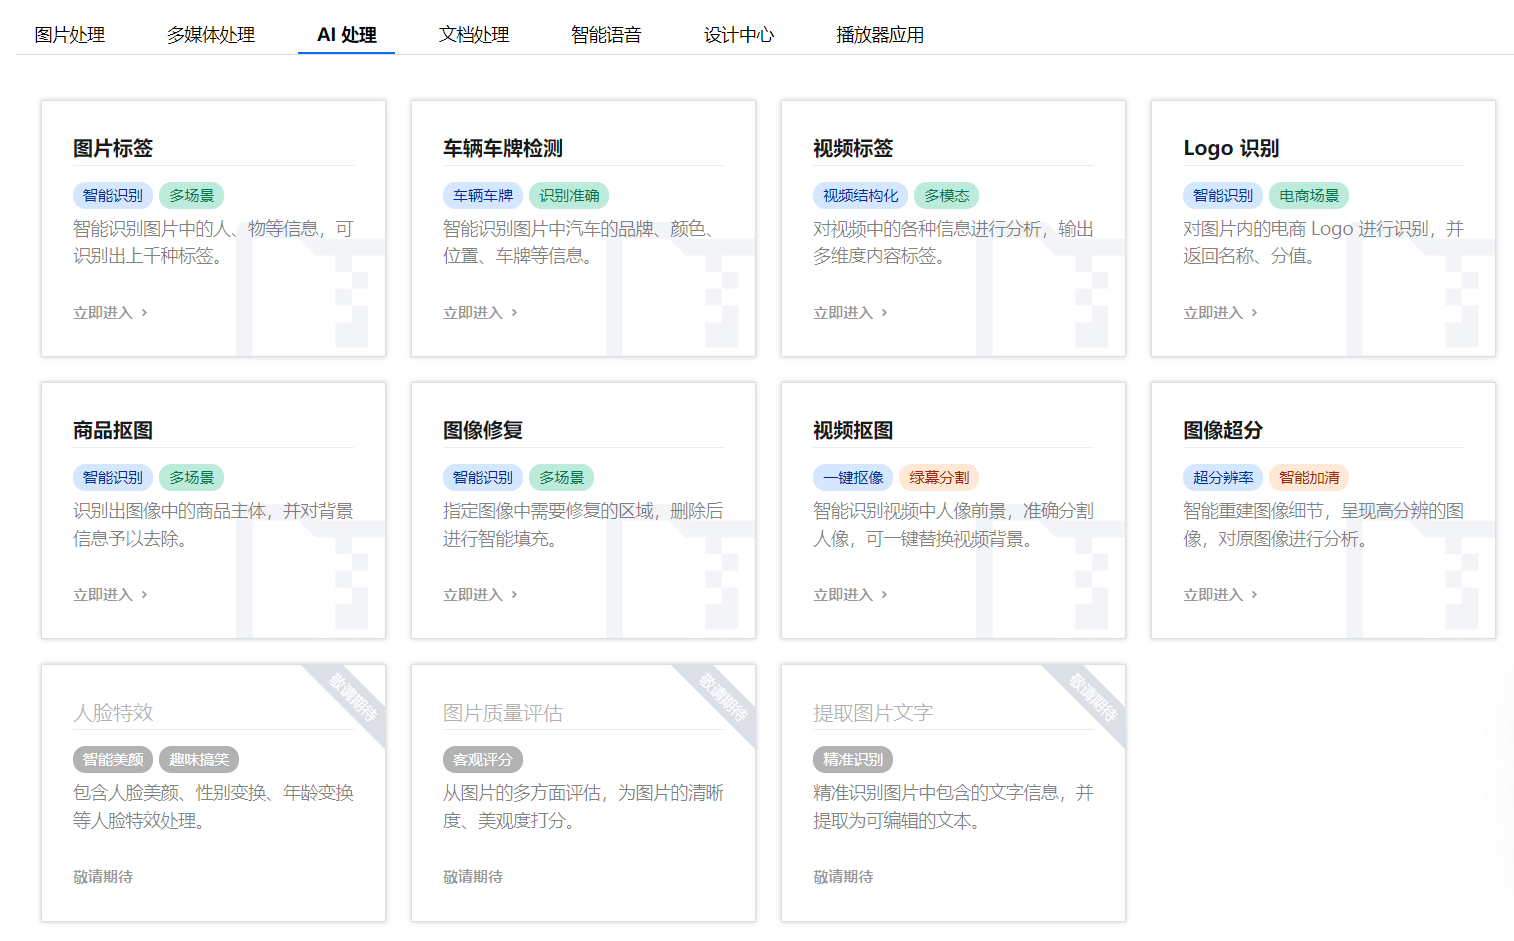 图片处理 多媒体处理 AI 处理 文档处理 智能语音 设计中心 播放器应用
图片标签
智能识别 多场景
智能识别图片中的人、物等信息，可
识别出上千种标签。
立即进入 ›
车辆车牌检测
车辆车牌 识别准确
智能识别图片中汽车的品牌、颜色、
位置、车牌等信息。
立即进入 ›
视频标签
视频结构化 多模态
对视频中的各种信息进行分析，输出
多维度内容标签。
立即进入 ›
Logo 识别
智能识别 电商场景
对图片内的电商 Logo 进行识别，并
返回名称、分值。
立即进入 ›
商品抠图
智能识别 多场景
识别出图像中的商品主体，并对背景
信息予以去除。
立即进入 ›
图像修复
智能识别 多场景
指定图像中需要修复的区域，删除后
进行智能填充。
立即进入 ›
视频抠图
一键抠像 绿幕分割
智能识别视频中人像前景，准确分割
人像，可一键替换视频背景。
立即进入 ›
图像超分
超分辨率 智能加清
智能重建图像细节，呈现高分辨的图
像，对原图像进行分析。
立即进入 ›
敬请期待
人脸特效
智能美颜 趣味搞笑
包含人脸美颜、性别变换、年龄变换
等人脸特效处理。
敬请期待
敬请期待
图片质量评估
客观评分
从图片的多方面评估，为图片的清晰
度、美观度打分。
敬请期待
敬请期待
提取图片文字
精准识别
精准识别图片中包含的文字信息，并
提取为可编辑的文本。
敬请期待